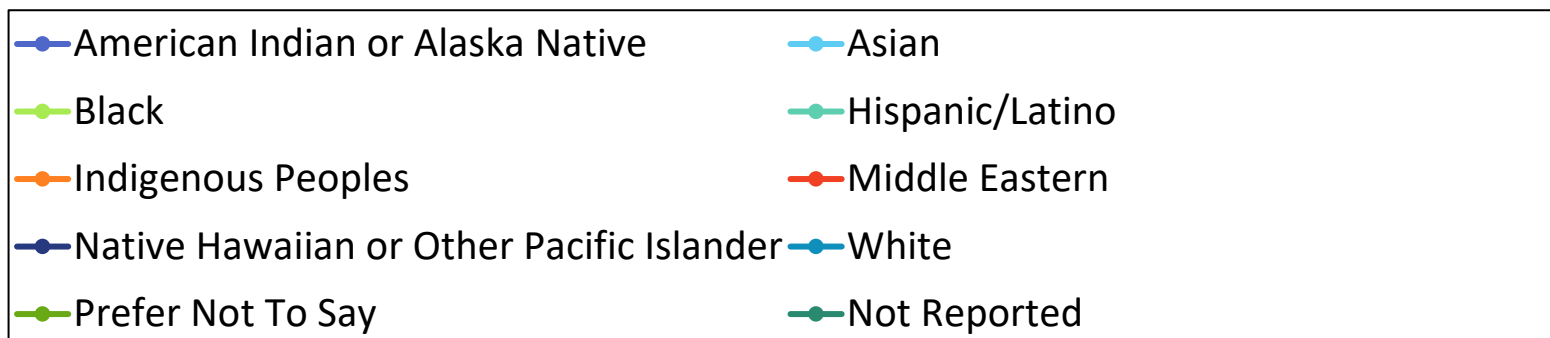 American Indian or Alaska Native Asian
Black Hispanic/Latino
Indigenous Peoples Middle Eastern
Native Hawaiian or Other Pacific Islander White
Prefer Not To Say Not Reported